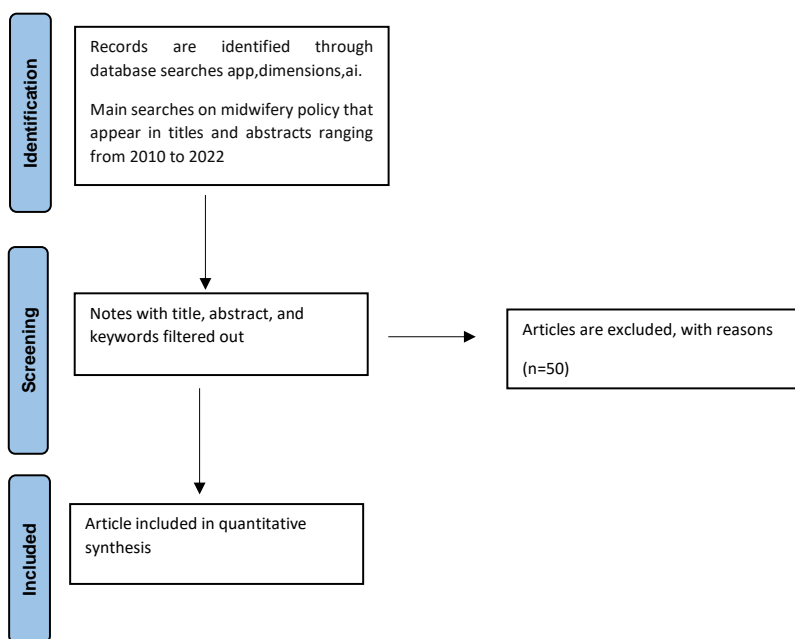 Identification
Records are identified through
database searches app,dimensions,ai.
Main searches on midwifery policy that
appear in titles and abstracts ranging
from 2010 to 2022
Screening
Notes with title, abstract, and
keywords filtered out
Articles are excluded, with reasons
(n=50)
Included
Article included in quantitative
synthesis